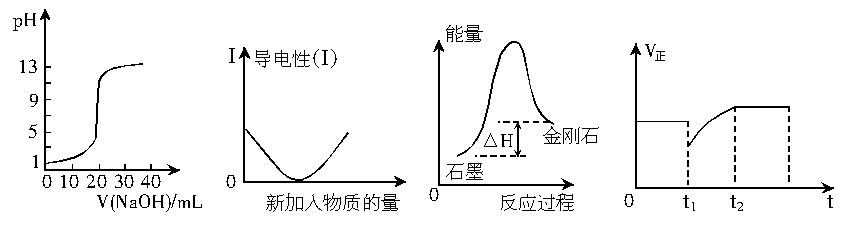 pH
13
9
5
1
0 10 20 30 40
V(NaOH)/mL
I
导电性(I)
0
新加入物质的量
能量
△H
金刚石
石墨
0
反应过程
V正
0
t₁
t₂
t